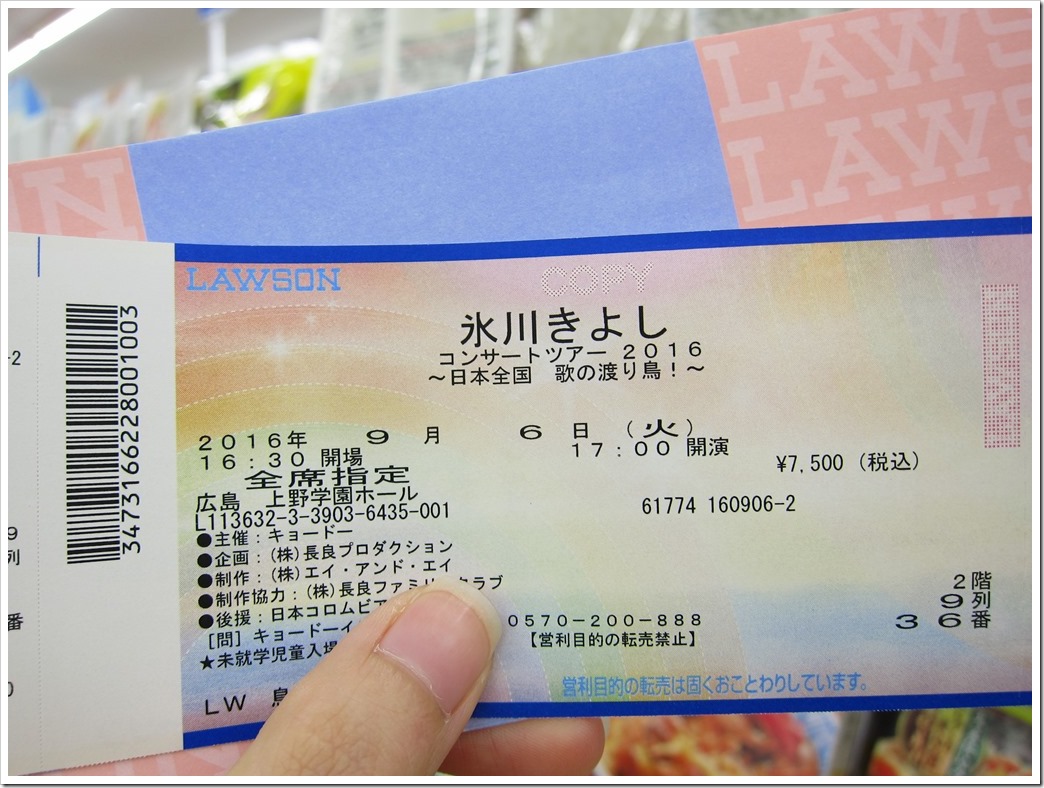 LAWSON
LAWSON
LAWSON
COPY
氷川きよし
コンサートツアー 2016
～日本全国 歌の渡り鳥！～
2016年 9 月 6 日 (火)
16:30 開場 17:00 開演
全席指定
¥7,500 (税込)
広島 上野学園ホール
L113632-3-3903-6435-001
61774 160906-2
●主催：キョードー
●企画：(株)長良プロダクション
●制作：(株)エイ・アンド・エイ
●制作協力：(株)長良ファミリークラブ
●後援：日本コロムビア
[問] キョードーイ 0570-200-888
★未就学児童入場 【営利目的の転売禁止】
2階
9列
36番
営利目的の転売は固くおことわりしています。
LW
3473166228001003
-2
9
列
番
0